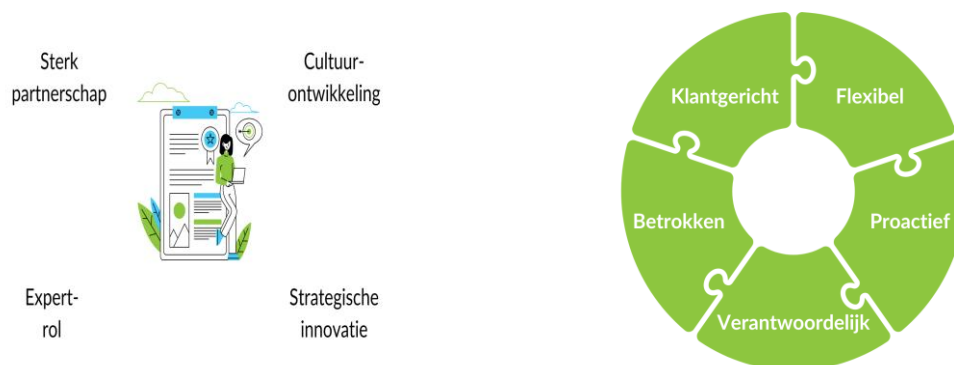 Sterk
partnerschap
Cultuur-
ontwikkeling
Expert-
rol
Strategische
innovatie
Klantgericht
Flexibel
Betrokken
Proactief
Verantwoordelijk